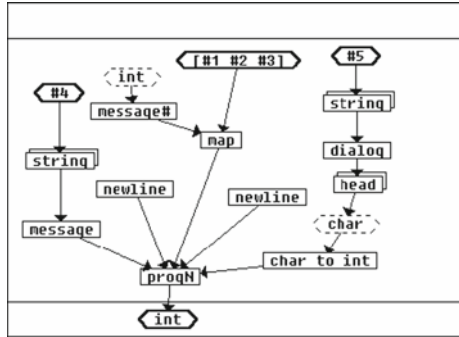 [#1 #2 #3]
#5
int
#4
message#
string
map
string
dialog
newline
newline
head
message
char
char to int
progN
int